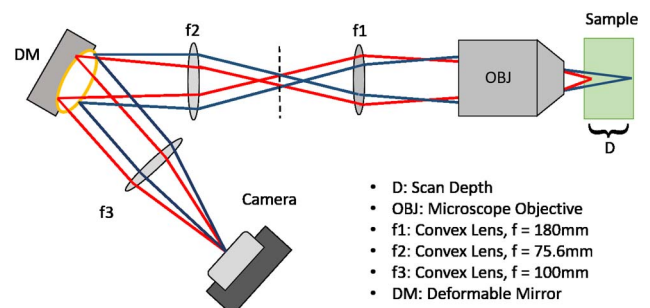 Sample
f2
f1
DM
OBJ
D
f3
Camera
• D: Scan Depth
• OBJ: Microscope Objective
• f1: Convex Lens, f = 180mm
• f2: Convex Lens, f = 75.6mm
• f3: Convex Lens, f = 100mm
• DM: Deformable Mirror